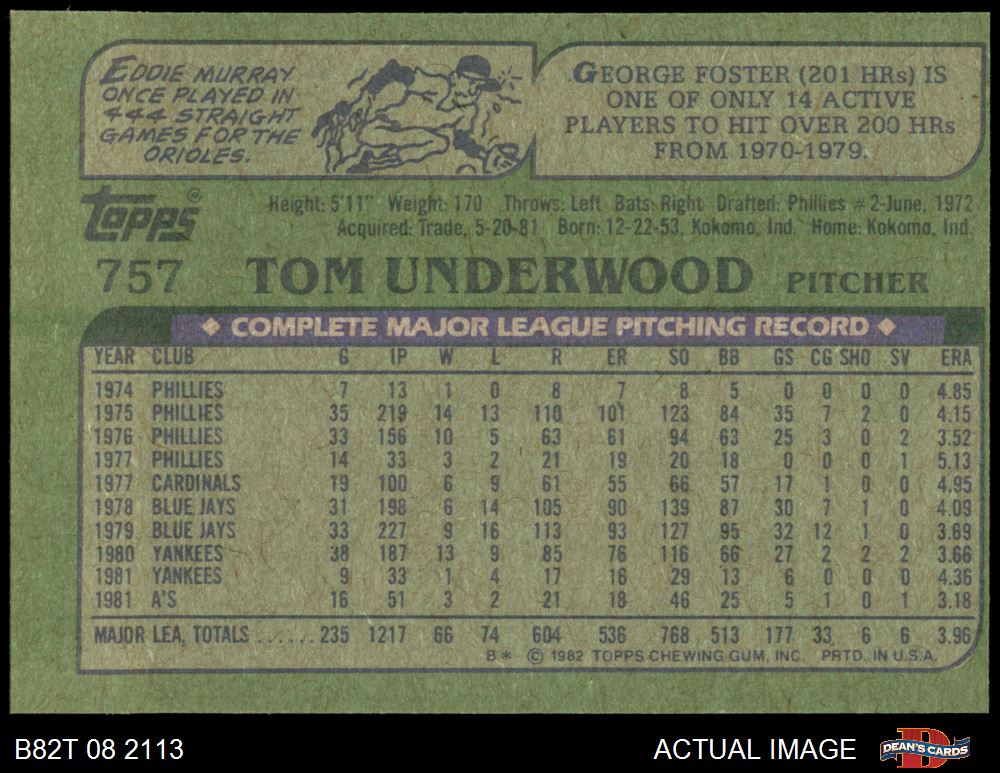 EDDIE MURRAY
ONCE PLAYED IN
444 STRAIGHT
GAMES FOR THE
ORIOLES.
GEORGE FOSTER (201 HRs) IS
ONE OF ONLY 14 ACTIVE
PLAYERS TO HIT OVER 200 HRs
FROM 1970-1979.
Topps®
Height: 5'11" Weight: 170 Throws: Left Bats: Right Drafted: Phillies #2-June, 1972
Acquired: Trade, 5-20-81 Born: 12-22-53, Kokomo, Ind. Home: Kokomo, Ind.
757 TOM UNDERWOOD PITCHER
◆ COMPLETE MAJOR LEAGUE PITCHING RECORD ◆
YEAR CLUB G IP W L R ER SO BB GS CG SHO SV ERA
1974 PHILLIES 7 13 1 0 8 7 8 5 0 0 0 0 4.85
1975 PHILLIES 35 219 14 13 110 101 123 84 35 7 2 0 4.15
1976 PHILLIES 33 156 10 5 63 61 94 63 25 3 0 2 3.52
1977 PHILLIES 14 33 3 2 21 19 20 18 0 0 0 1 5.13
1977 CARDINALS 19 100 6 9 61 55 66 57 17 1 0 0 4.95
1978 BLUE JAYS 31 198 6 14 105 90 139 87 30 7 1 0 4.09
1979 BLUE JAYS 33 227 9 16 113 93 127 95 32 12 1 0 3.69
1980 YANKEES 38 187 13 9 85 76 116 66 27 2 2 2 3.66
1981 YANKEES 9 33 1 4 17 16 29 13 6 0 0 0 4.36
1981 A'S 16 51 3 2 21 18 46 25 5 1 0 1 3.18
MAJOR LEA. TOTALS ...... 235 1217 66 74 604 536 768 513 177 33 6 6 3.96
B* © 1982 TOPPS CHEWING GUM, INC. PRTD. IN U.S.A.
B82T 08 2113 ACTUAL IMAGE DEAN'S CARDS